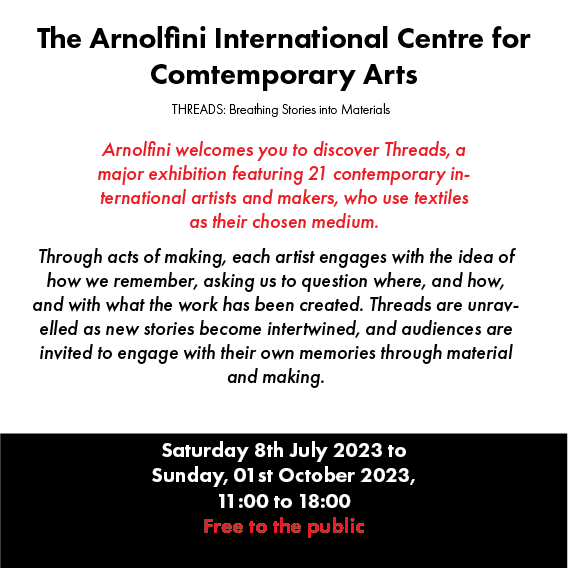 The Arnolfini International Centre for
Comtemporary Arts
THREADS: Breathing Stories into Materials
Arnolfini welcomes you to discover Threads, a
major exhibition featuring 21 contemporary in-
ternational artists and makers, who use textiles
as their chosen medium.
Through acts of making, each artist engages with the idea of
how we remember, asking us to question where, and how,
and with what the work has been created. Threads are unrav-
elled as new stories become intertwined, and audiences are
invited to engage with their own memories through material
and making.
Saturday 8th July 2023 to
Sunday, 01st October 2023,
11:00 to 18:00
Free to the public